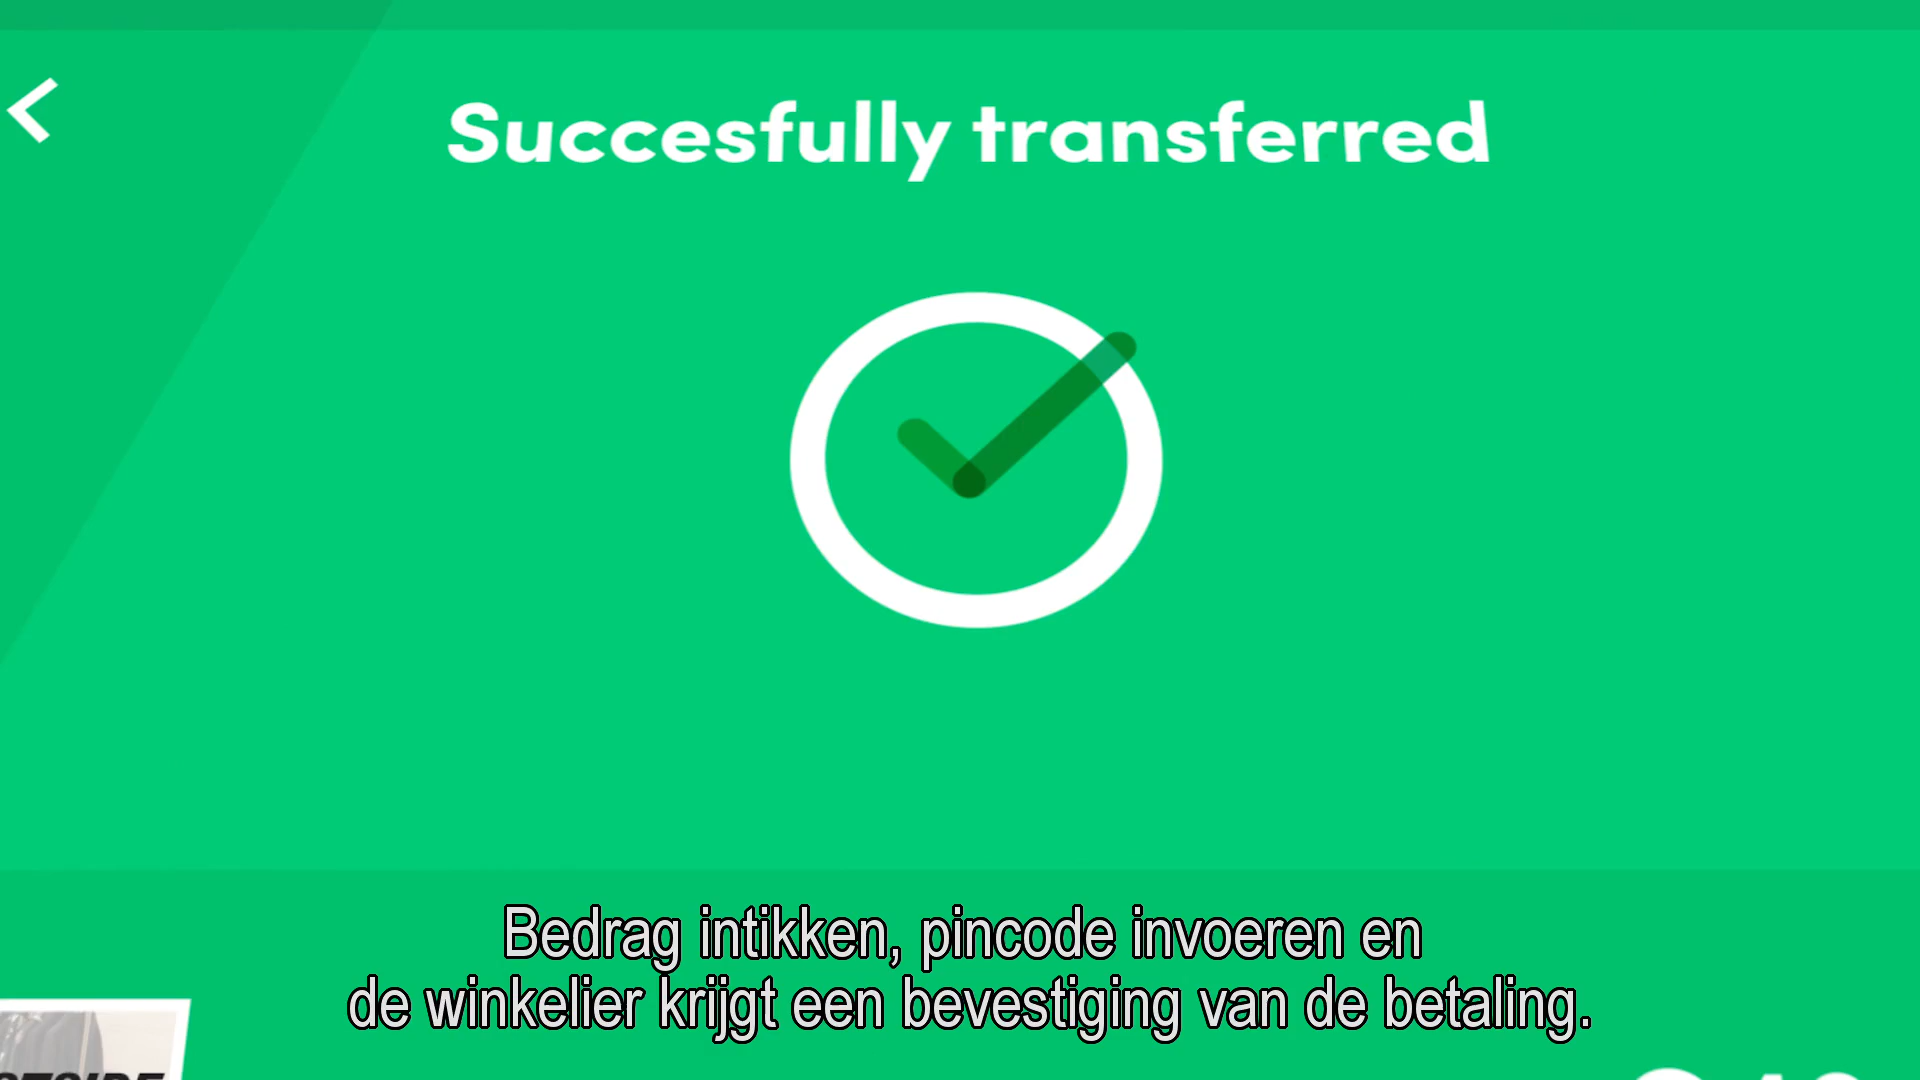 Succesfully transferred
Bedrag intikken, pincode invoeren en
de winkelier krijgt een bevestiging van de betaling.